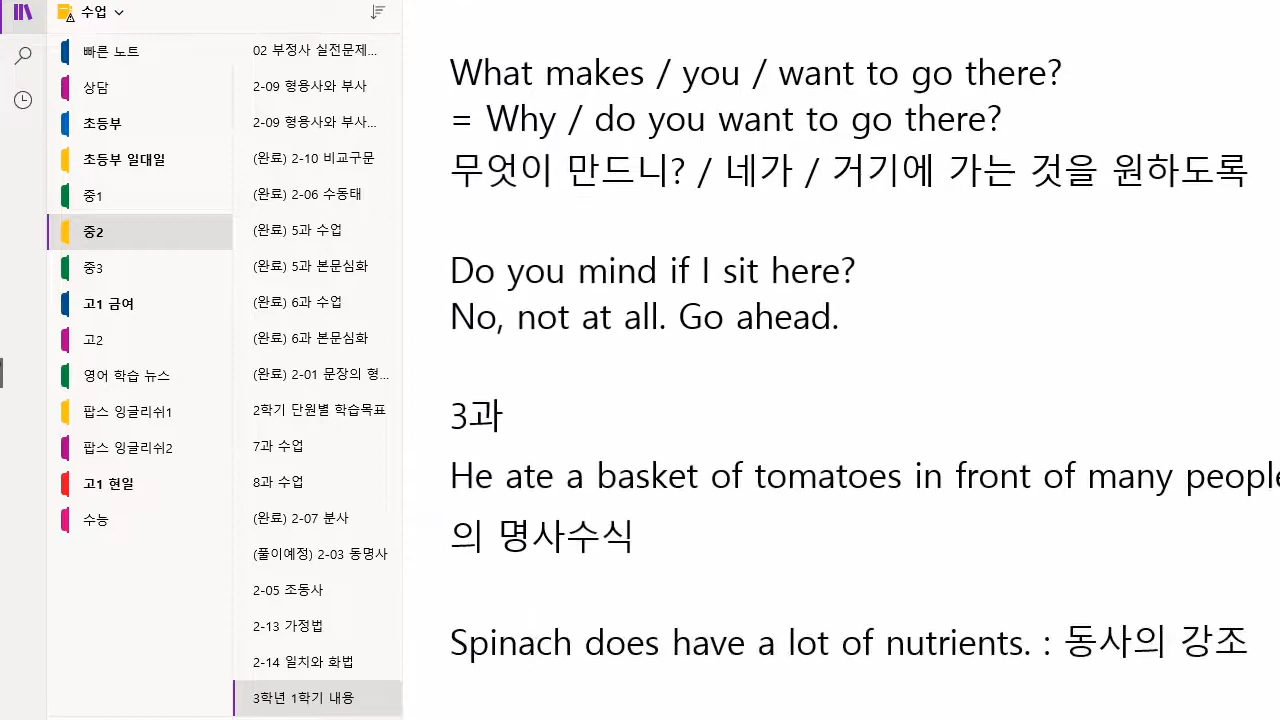 수업
빠른 노트
상담
초등부
초등부 일대일
중1
중2
중3
고1 금여
고2
영어 학습 뉴스
팝스 잉글리쉬1
팝스 잉글리쉬2
고1 현일
수능
02 부정사 실전문제...
2-09 형용사와 부사
2-09 형용사와 부사...
(완료) 2-10 비교구문
(완료) 2-06 수동태
(완료) 5과 수업
(완료) 5과 본문심화
(완료) 6과 수업
(완료) 6과 본문심화
(완료) 2-01 문장의 형...
2학기 단원별 학습목표
7과 수업
8과 수업
(완료) 2-07 분사
(풀이예정) 2-03 동명사
2-05 조동사
2-13 가정법
2-14 일치와 화법
3학년 1학기 내용
What makes / you / want to go there?
= Why / do you want to go there?
무엇이 만드니? / 네가 / 거기에 가는 것을 원하도록
Do you mind if I sit here?
No, not at all. Go ahead.
3과
He ate a basket of tomatoes in front of many people
의 명사수식
Spinach does have a lot of nutrients. : 동사의 강조